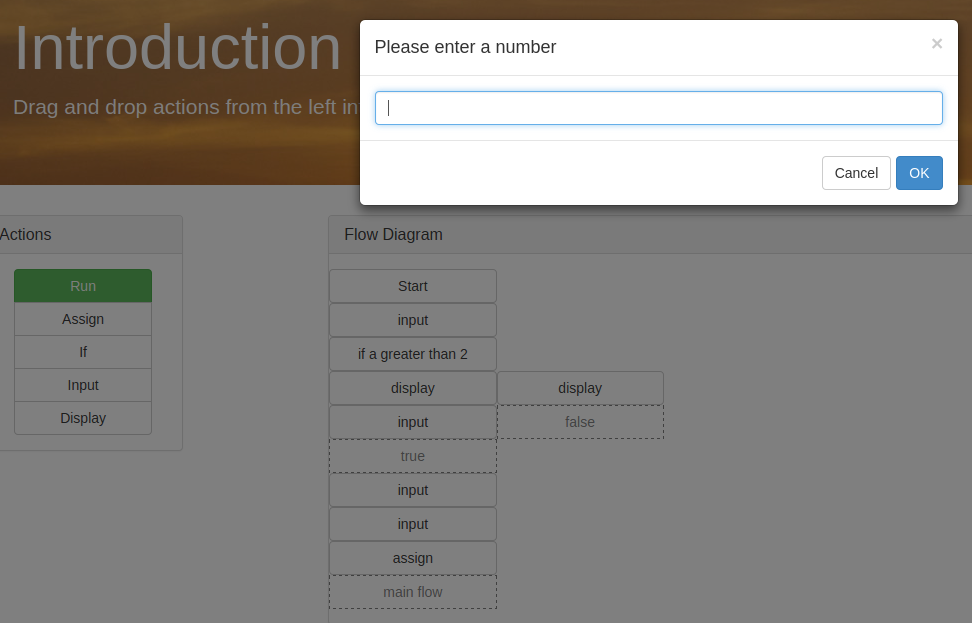 Introduction
Drag and drop actions from the left in
Please enter a number
×
Cancel
OK
Actions
Run
Assign
If
Input
Display
Flow Diagram
Start
input
if a greater than 2
display display
input false
true
input
input
assign
main flow